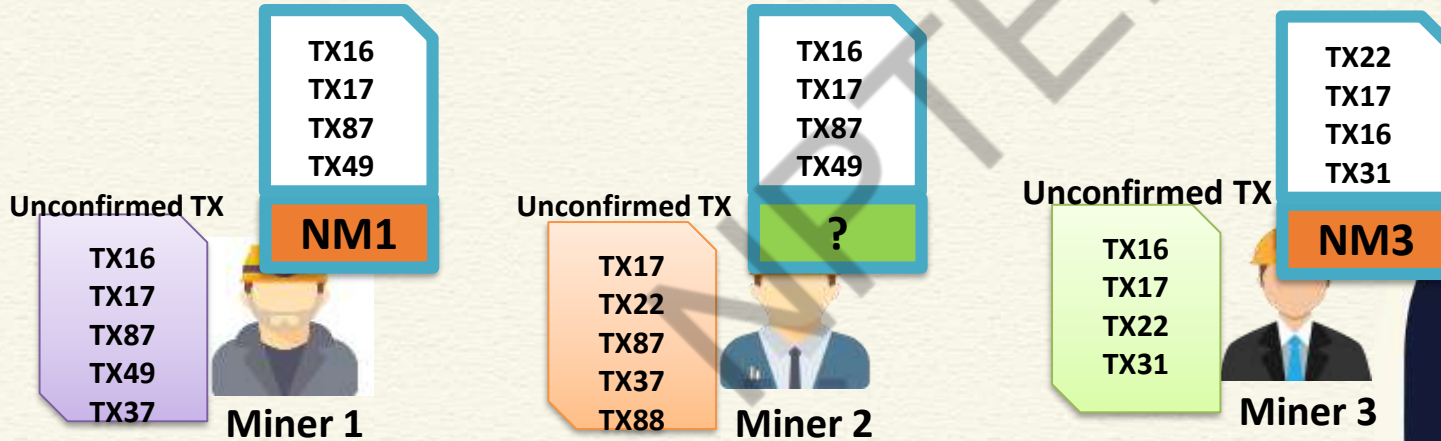 TX16
TX17
TX87
TX49
NM1
Unconfirmed TX
TX16
TX17
TX87
TX49
TX37
Miner 1
TX16
TX17
TX87
TX49
?
Unconfirmed TX
TX17
TX22
TX87
TX37
TX88
Miner 2
TX22
TX17
TX16
TX31
NM3
Unconfirmed TX
TX16
TX17
TX22
TX31
Miner 3
NPTE